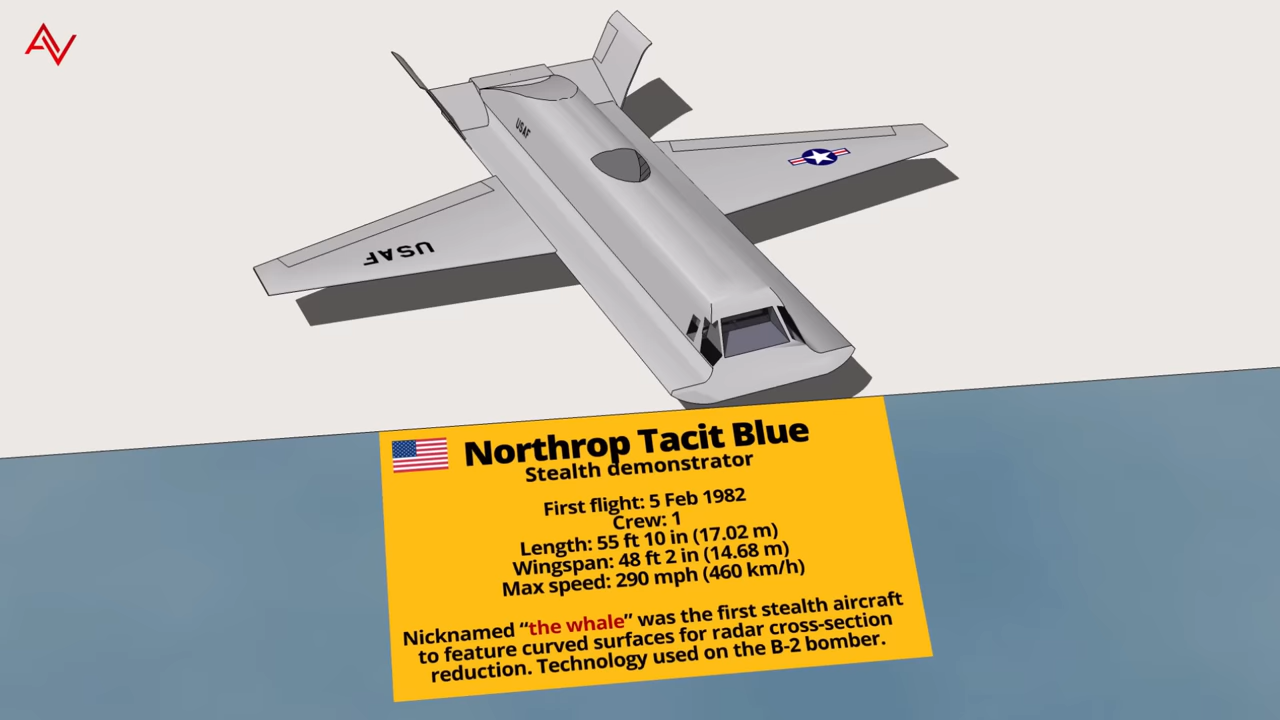 AV
USAF
USAF
Northrop Tacit Blue
Stealth demonstrator
First flight: 5 Feb 1982
Crew: 1
Length: 55 ft 10 in (17.02 m)
Wingspan: 48 ft 2 in (14.68 m)
Max speed: 290 mph (460 km/h)
Nicknamed “the whale” was the first stealth aircraft
to feature curved surfaces for radar cross-section
reduction. Technology used on the B-2 bomber.